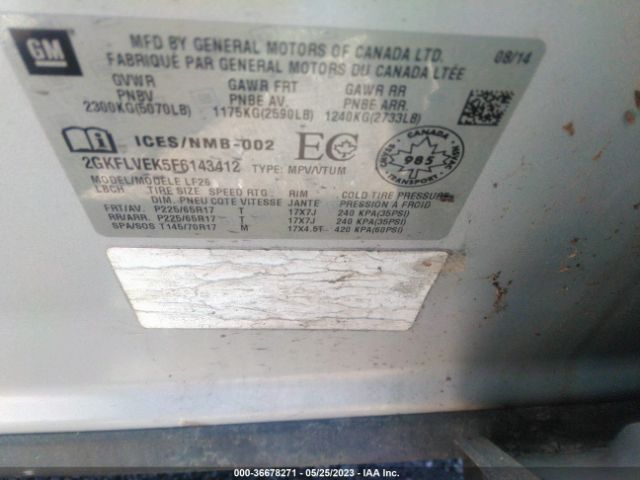 GM
MFD BY GENERAL MOTORS OF CANADA LTD.
FABRIQUÉ PAR GENERAL MOTORS DU CANADA LTÉE
08/14
GVWR GAWR FRT GAWR RR
PNBV PNBE AV. PNBE ARR.
2300KG(5070LB) 1175KG(2590LB) 1240KG(2733LB)
ICES/NMB-002 EC
CANADA
985
2GKFLVEK5F6143412 TYPE: MPV/VTUM
MODEL/MODELE LF26
LBCH TIRE SIZE SPEED RTG. RIM COLD TIRE PRESSURE
DIM. PNEU COTE VITESSE JANTE PRESSION A FROID
FRT/AV P225/65R17 T 17X7J 240 KPA(35PSI)
RR/ARR. P225/65R17 T 17X7J 240 KPA(35PSI)
SPA/SOS T145/70R17 M 17X4.5T 420 KPA(60PSI)
000-36678271 - 05/25/2023 - IAA Inc.